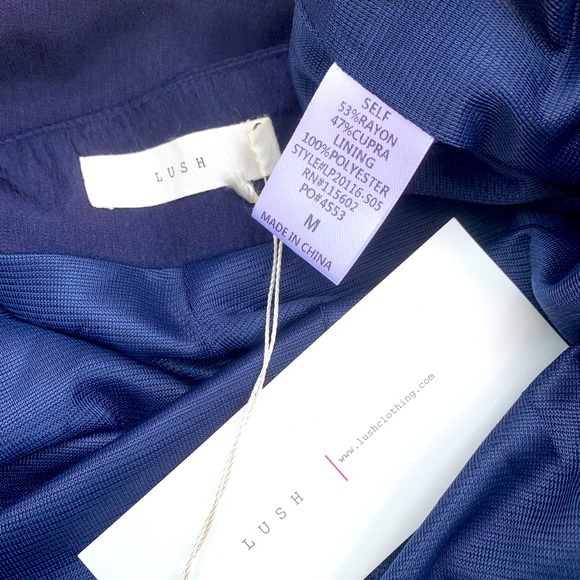 LUSH
SELF
53%RAYON
47%CUPRA
LINING
100%POLYESTER
STYLE#LP20116-S05
RN#115602
PO#4553
M
MADE IN CHINA
LUSH
www.lushclothing.com